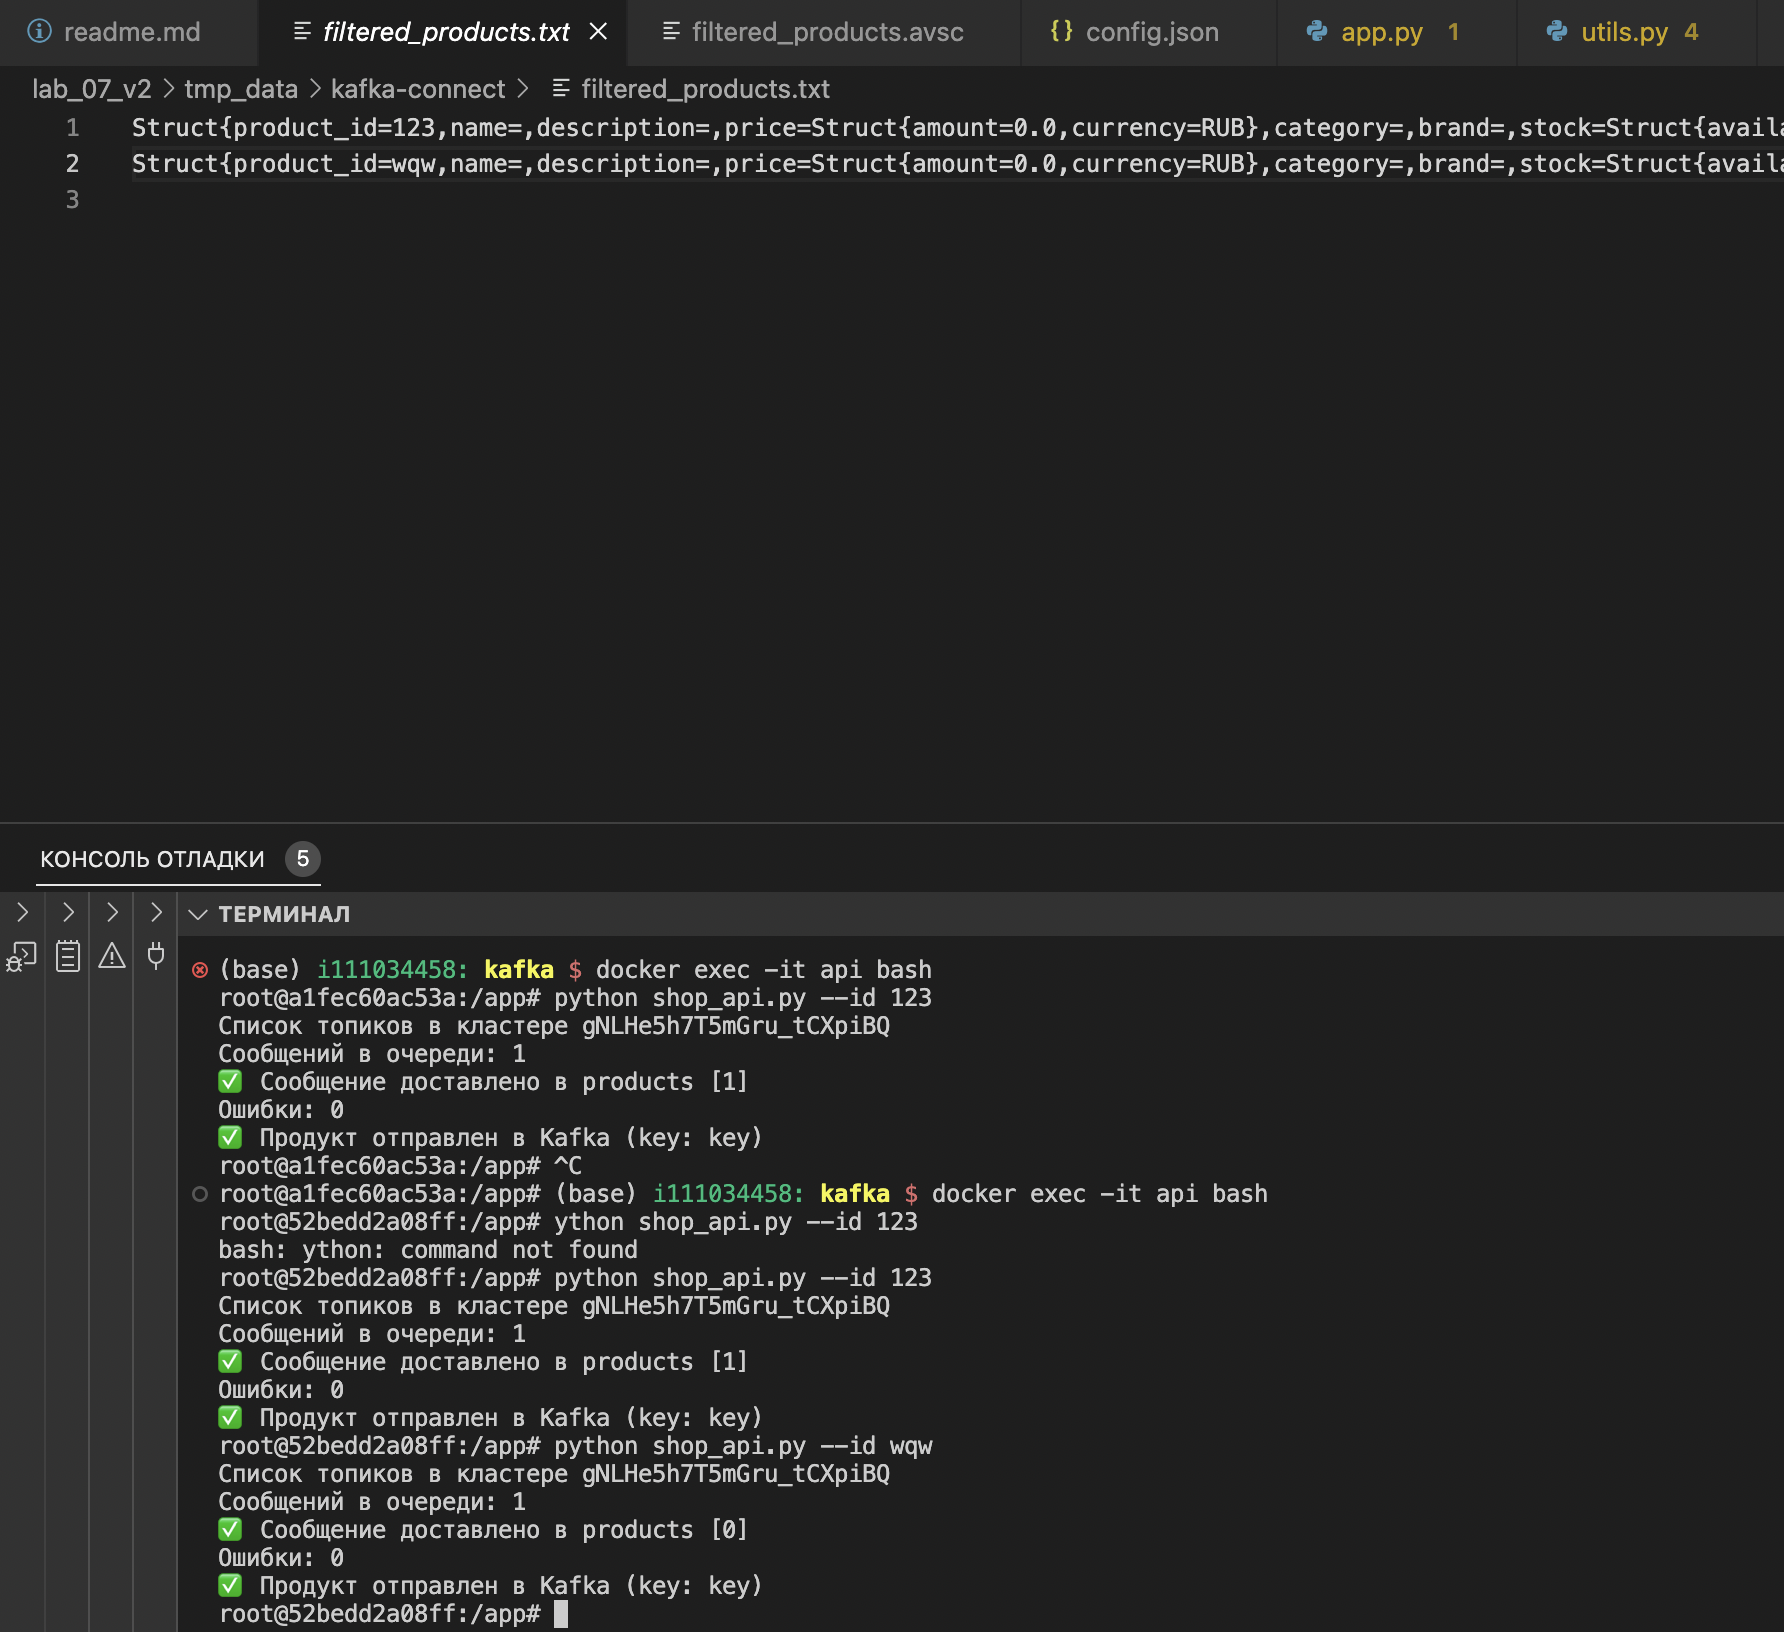 readme.md filtered_products.txt filtered_products.avsc {} config.json app.py 1 utils.py 4
lab_07_v2 > tmp_data > kafka-connect > filtered_products.txt
1 Struct{product_id=123,name=,description=,price=Struct{amount=0.0,currency=RUB},category=,brand=,stock=Struct{availa
2 Struct{product_id=wqw,name=,description=,price=Struct{amount=0.0,currency=RUB},category=,brand=,stock=Struct{availa
3
КОНСОЛЬ ОТЛАДКИ 5
ТЕРМИНАЛ
(base) i111034458: kafka $ docker exec -it api bash
root@a1fec60ac53a:/app# python shop_api.py --id 123
Список топиков в кластере gNLHe5h7T5mGru_tCXpiBQ
Сообщений в очереди: 1
✅ Сообщение доставлено в products [1]
Ошибки: 0
✅ Продукт отправлен в Kafka (key: key)
root@a1fec60ac53a:/app# ^C
root@a1fec60ac53a:/app# (base) i111034458: kafka $ docker exec -it api bash
root@52bedd2a08ff:/app# ython shop_api.py --id 123
bash: ython: command not found
root@52bedd2a08ff:/app# python shop_api.py --id 123
Список топиков в кластере gNLHe5h7T5mGru_tCXpiBQ
Сообщений в очереди: 1
✅ Сообщение доставлено в products [1]
Ошибки: 0
✅ Продукт отправлен в Kafka (key: key)
root@52bedd2a08ff:/app# python shop_api.py --id wqw
Список топиков в кластере gNLHe5h7T5mGru_tCXpiBQ
Сообщений в очереди: 1
✅ Сообщение доставлено в products [0]
Ошибки: 0
✅ Продукт отправлен в Kafka (key: key)
root@52bedd2a08ff:/app#